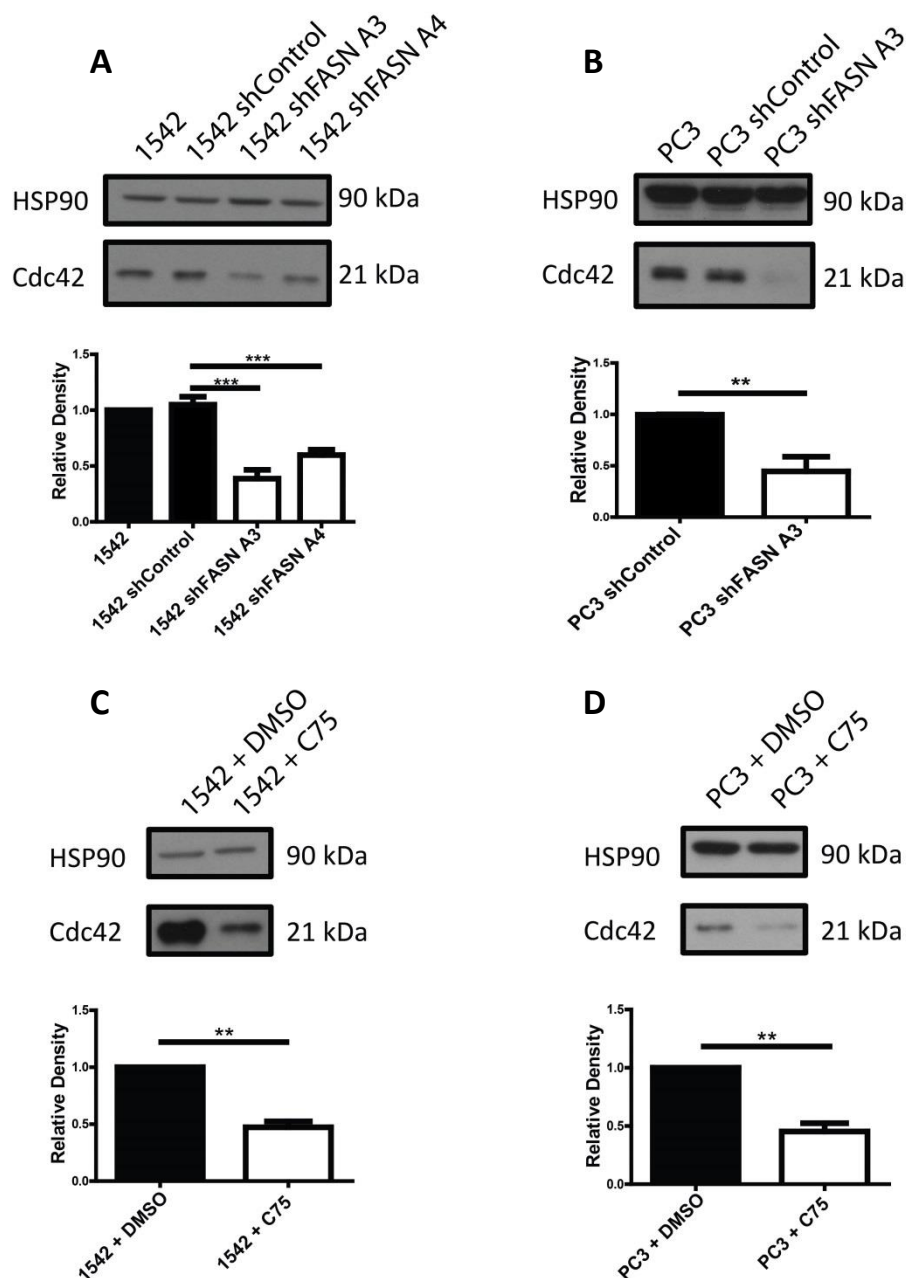 A
1542
1542 shControl
1542 shFASN A3
1542 shFASN A4
HSP90
90 kDa
Cdc42
21 kDa
Relative Density
1.5
1.0
0.5
0.0
***
***
1542
1542 shControl
1542 shFASN A3
1542 shFASN A4
B
PC3
PC3 shControl
PC3 shFASN A3
HSP90
90 kDa
Cdc42
21 kDa
Relative Density
1.5
1.0
0.5
0.0
**
PC3 shControl
PC3 shFASN A3
C
1542 + DMSO
1542 + C75
HSP90
90 kDa
Cdc42
21 kDa
Relative Density
1.5
1.0
0.5
0.0
**
1542 + DMSO
1542 + C75
D
PC3 + DMSO
PC3 + C75
HSP90
90 kDa
Cdc42
21 kDa
Relative Density
1.5
1.0
0.5
0.0
**
PC3 + DMSO
PC3 + C75